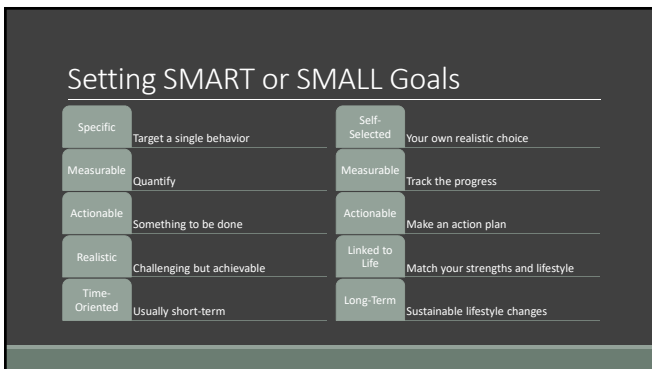 Setting SMART or SMALL Goals
Specific
Target a single behavior
Measurable
Quantify
Actionable
Something to be done
Realistic
Challenging but achievable
Time-
Oriented
Usually short-term
Self-
Selected
Your own realistic choice
Measurable
Track the progress
Actionable
Make an action plan
Linked to
Life
Match your strengths and lifestyle
Long-Term
Sustainable lifestyle changes